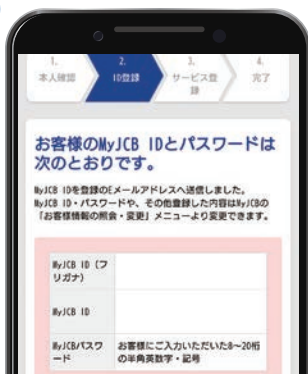 1.
本人確認
2.
ID登録
3.
サービス登
録
4.
完了
お客様のMyJCB IDとパスワードは
次のとおりです。
MyJCB IDを登録のEメールアドレスへ送信しました。
MyJCB ID・パスワードや、その他登録した内容はMyJCBの
「お客様情報の照会・変更」メニューより変更できます。
MyJCB ID（フ
リガナ）
MyJCB ID
MyJCBパスワ
ード
お客様にご入力いただいた8～20桁
の半角英数字・記号